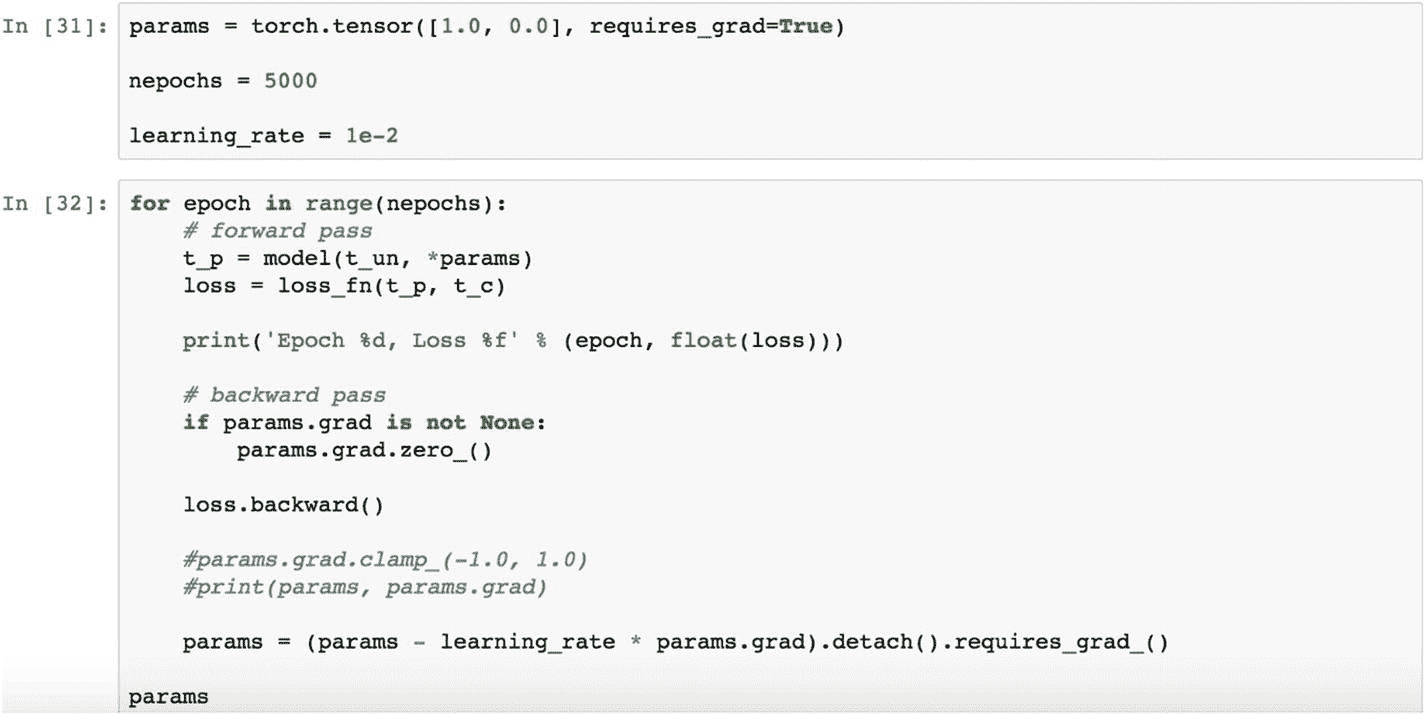 In [31]: params = torch.tensor([1.0, 0.0], requires_grad=True)
nepochs = 5000
learning_rate = 1e-2
In [32]: for epoch in range(nepochs):
    # forward pass
    t_p = model(t_un, *params)
    loss = loss_fn(t_p, t_c)
    print('Epoch %d, Loss %f' % (epoch, float(loss)))
    # backward pass
    if params.grad is not None:
        params.grad.zero_()
    loss.backward()
    #params.grad.clamp_(-1.0, 1.0)
    #print(params, params.grad)
    params = (params - learning_rate * params.grad).detach().requires_grad_()
params